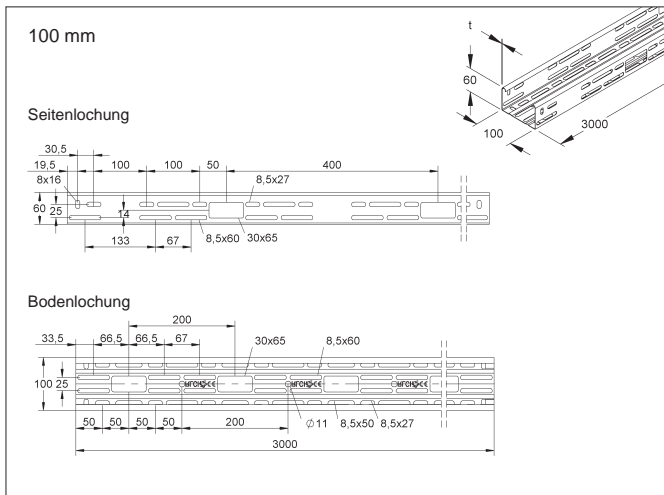 100 mm
t
60
100
3000
Seitenlochung
30,5
19,5 100 100 50 400
8x16 8,5x27
60 25 14
133 67 8,5x60 30x65
Bodenlochung
200
33,5 66,5 66,5 67 30x65 8,5x60
100 25
50 50 50 50 200 Ø11 8,5x50 8,5x27
3000